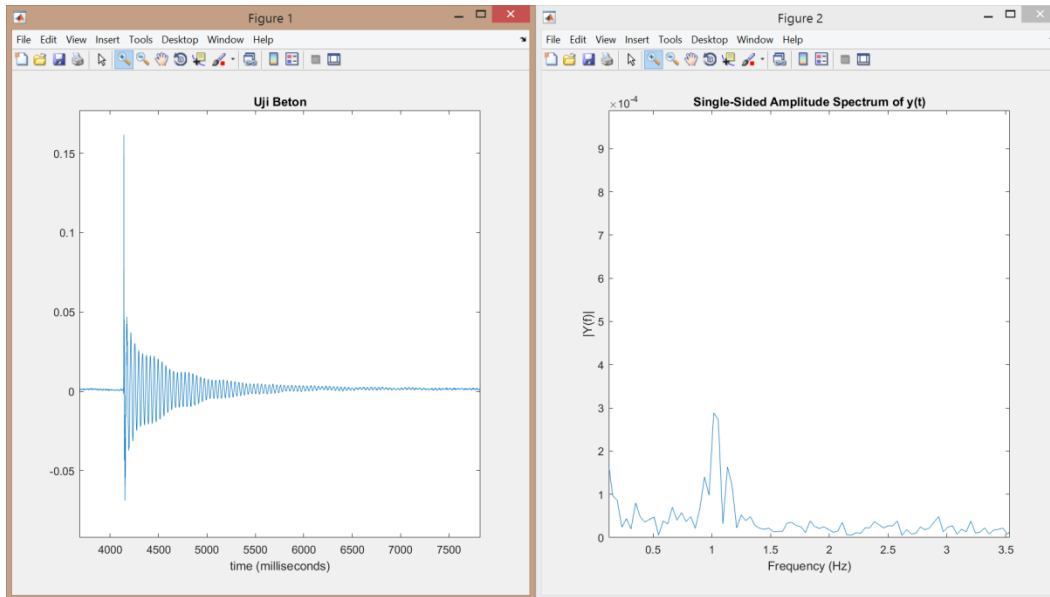 Figure 1
File Edit View Insert Tools Desktop Window Help
Uji Beton
0.15
0.1
0.05
0
-0.05
4000 4500 5000 5500 6000 6500 7000 7500
time (milliseconds)
Figure 2
File Edit View Insert Tools Desktop Window Help
×10-4
Single-Sided Amplitude Spectrum of y(t)
9
8
7
6
5
4
3
2
1
0
|Y(f)|
0.5 1 1.5 2 2.5 3 3.5
Frequency (Hz)